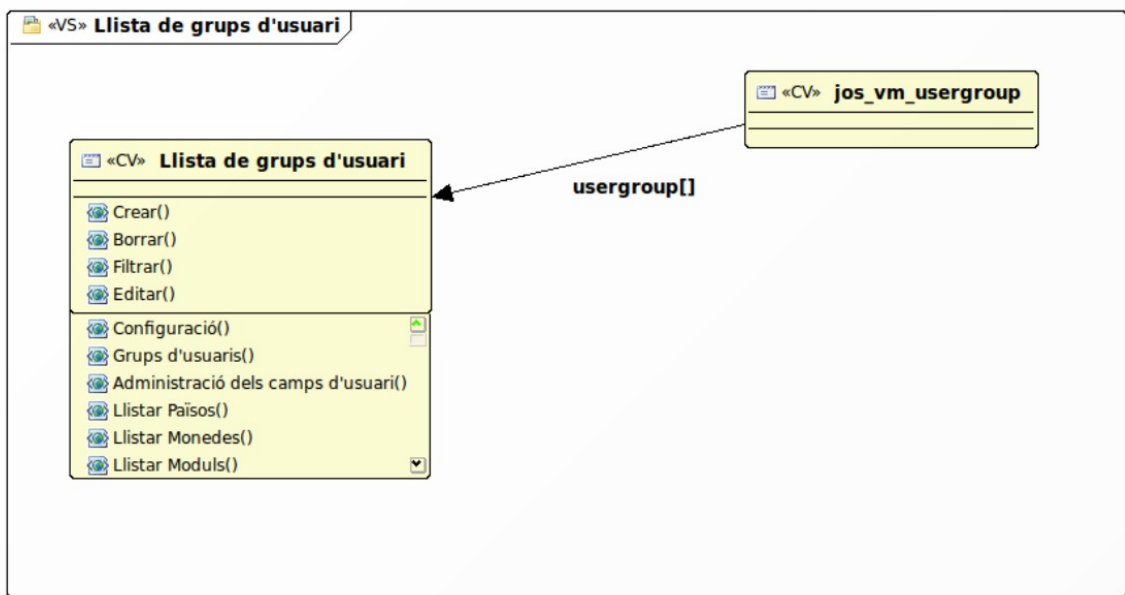 «VS» Llista de grups d'usuari
«CV» jos_vm_usergroup
«CV» Llista de grups d'usuari
usergroup[]
Crear()
Borrar()
Filtrar()
Editar()
Configuració()
Grups d'usuaris()
Administració dels camps d'usuari()
Llistar Països()
Llistar Monedes()
Llistar Moduls()